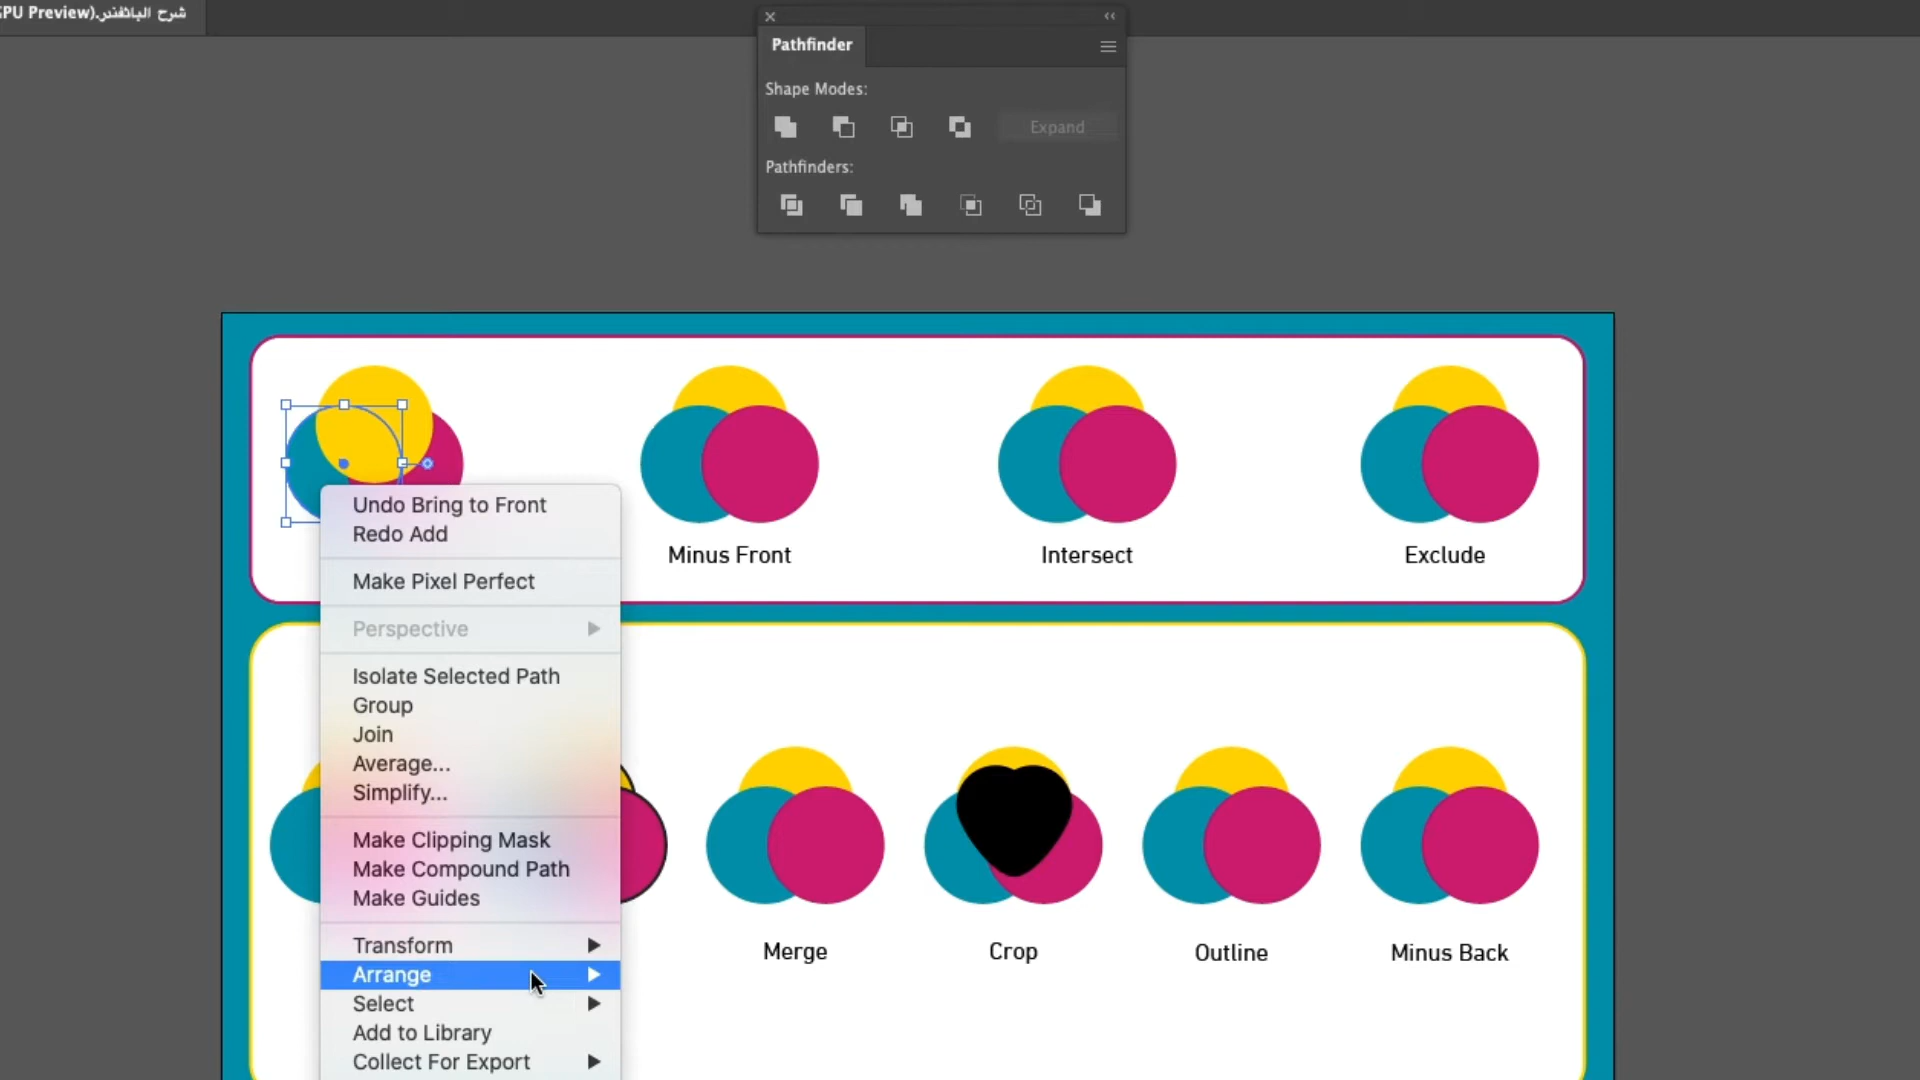 شرح الباثفندر.(GPU Preview)
Pathfinder
Shape Modes:
Expand
Pathfinders:
Undo Bring to Front
Redo Add
Make Pixel Perfect
Perspective
Isolate Selected Path
Group
Join
Average...
Simplify...
Make Clipping Mask
Make Compound Path
Make Guides
Transform
Arrange
Select
Add to Library
Collect For Export
Minus Front
Intersect
Exclude
Merge
Crop
Outline
Minus Back